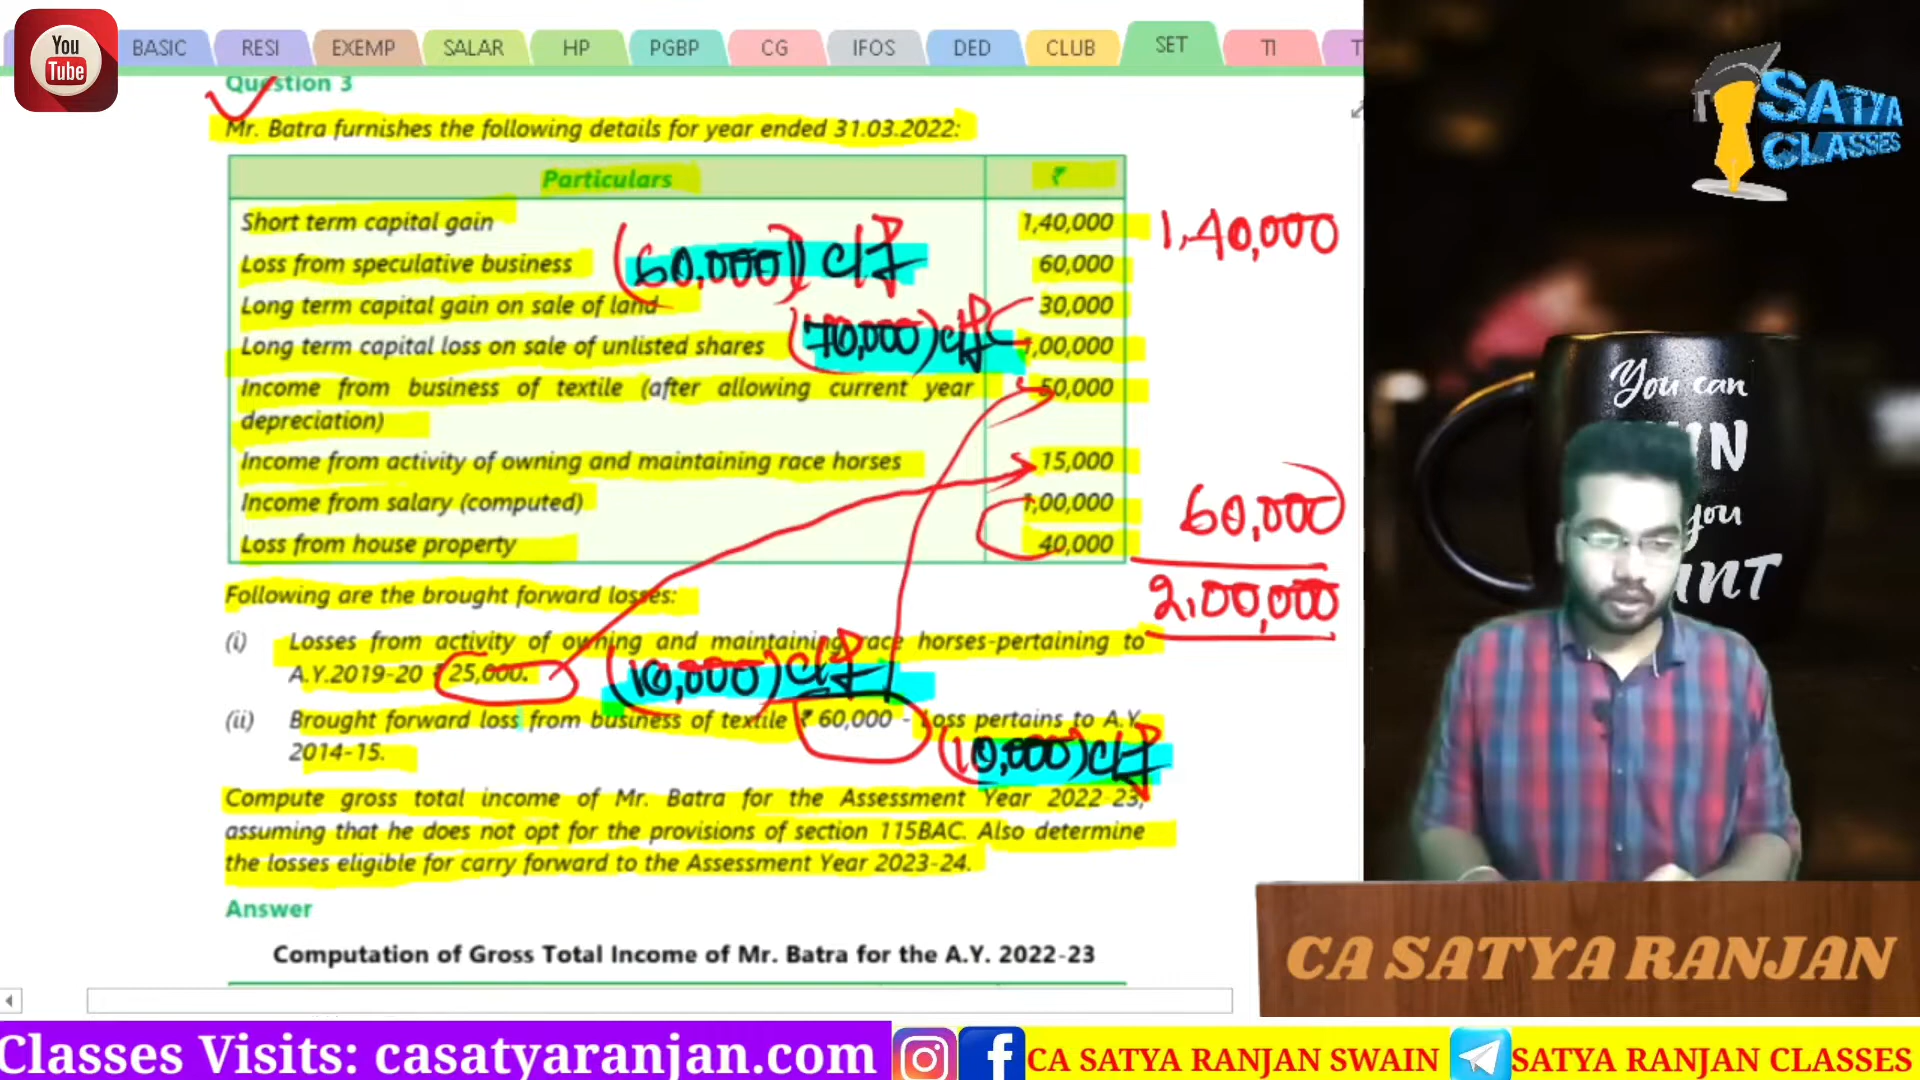 You
Tube
BASIC
RESI
EXEMP
SALAR
HP
PGBP
CG
IFOS
DED
CLUB
SET
TI
T
Question 3
Mr. Batra furnishes the following details for year ended 31.03.2022:
Particulars ₹
Short term capital gain 1,40,000 1,40,000
Loss from speculative business (60,000) c/f 60,000
Long term capital gain on sale of land 30,000
Long term capital loss on sale of unlisted shares (70,000) c/f 1,00,000
Income from business of textile (after allowing current year 50,000
depreciation)
Income from activity of owning and maintaining race horses 15,000
Income from salary (computed) 1,00,000 60,000
Loss from house property 40,000
2,00,000
Following are the brought forward losses:
(i) Losses from activity of owning and maintaining race horses-pertaining to
A.Y.2019-20 ₹ 25,000. (10,000) c/f
(ii) Brought forward loss from business of textile ₹ 60,000 - Loss pertains to A.Y.
2014-15. (10,000) c/f
Compute gross total income of Mr. Batra for the Assessment Year 2022-23,
assuming that he does not opt for the provisions of section 115BAC. Also determine
the losses eligible for carry forward to the Assessment Year 2023-24.
Answer
Computation of Gross Total Income of Mr. Batra for the A.Y. 2022-23
SATYA
CLASSES
You can
you
CA SATYA RANJAN
Classes Visits: casatyaranjan.com
CA SATYA RANJAN SWAIN
SATYA RANJAN CLASSES